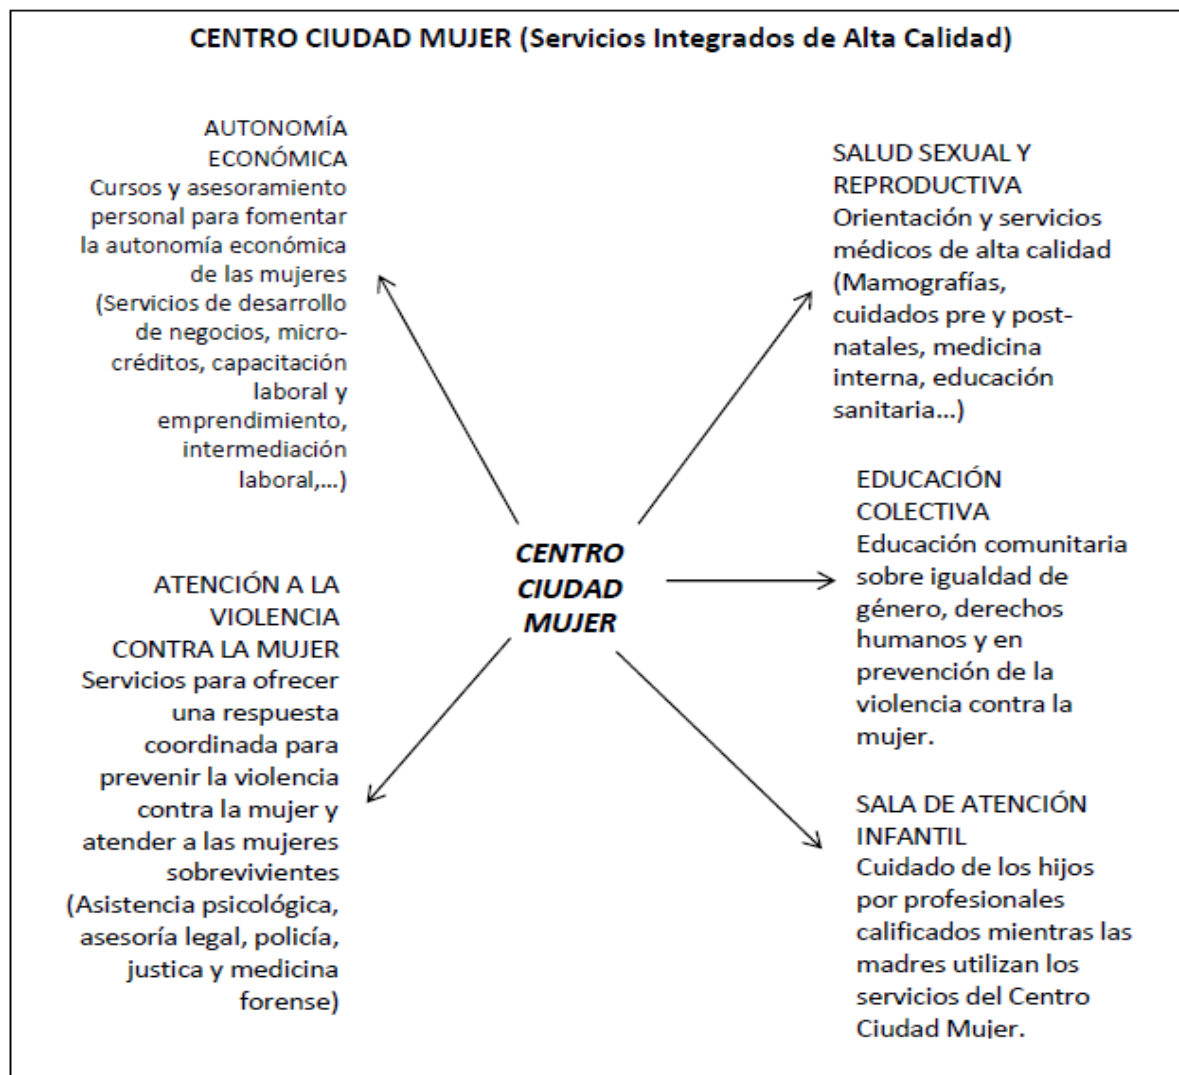 CENTRO CIUDAD MUJER (Servicios Integrados de Alta Calidad)
AUTONOMÍA
ECONÓMICA
Cursos y asesoramiento
personal para fomentar
la autonomía económica
de las mujeres
(Servicios de desarrollo
de negocios, micro-
créditos, capacitación
laboral y
emprendimiento,
intermediación
laboral,...)
SALUD SEXUAL Y
REPRODUCTIVA
Orientación y servicios
médicos de alta calidad
(Mamografías,
cuidados pre y post-
natales, medicina
interna, educación
sanitaria...)
CENTRO
CIUDAD
MUJER
EDUCACIÓN
COLECTIVA
Educación comunitaria
sobre igualdad de
género, derechos
humanos y en
prevención de la
violencia contra la
mujer.
ATENCIÓN A LA
VIOLENCIA
CONTRA LA MUJER
Servicios para ofrecer
una respuesta
coordinada para
prevenir la violencia
contra la mujer y
atender a las mujeres
sobrevivientes
(Asistencia psicológica,
asesoría legal, policía,
justica y medicina
forense)
SALA DE ATENCIÓN
INFANTIL
Cuidado de los hijos
por profesionales
calificados mientras las
madres utilizan los
servicios del Centro
Ciudad Mujer.